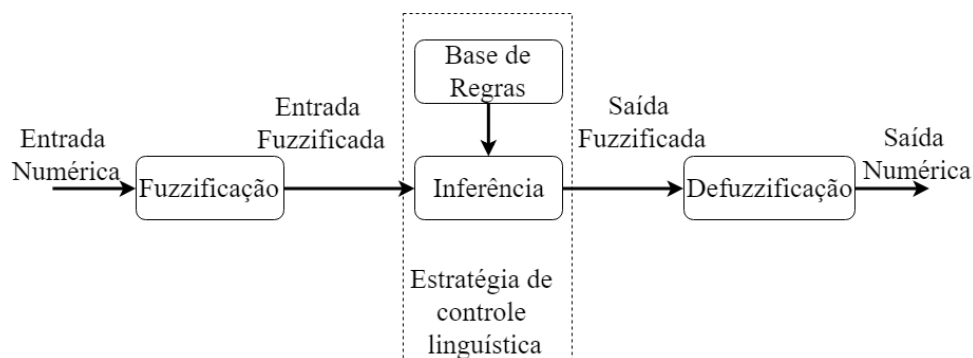 Entrada
Numérica
Fuzzificação
Entrada
Fuzzificada
Base de
Regras
Inferência
Estratégia de
controle
linguística
Saída
Fuzzificada
Defuzzificação
Saída
Numérica